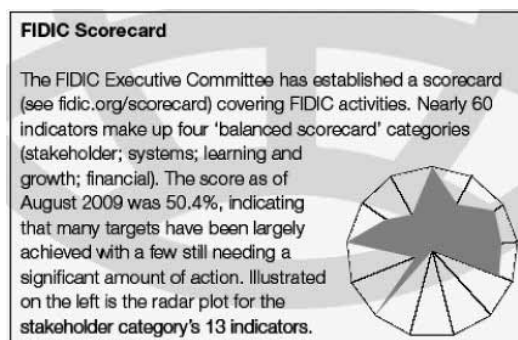 FIDIC Scorecard
The FIDIC Executive Committee has established a scorecard
(see fidic.org/scorecard) covering FIDIC activities. Nearly 60
indicators make up four ‘balanced scorecard’ categories
(stakeholder; systems; learning and
growth; financial). The score as of
August 2009 was 50.4%, indicating
that many targets have been largely
achieved with a few still needing a
significant amount of action. Illustrated
on the left is the radar plot for the
stakeholder category’s 13 indicators.